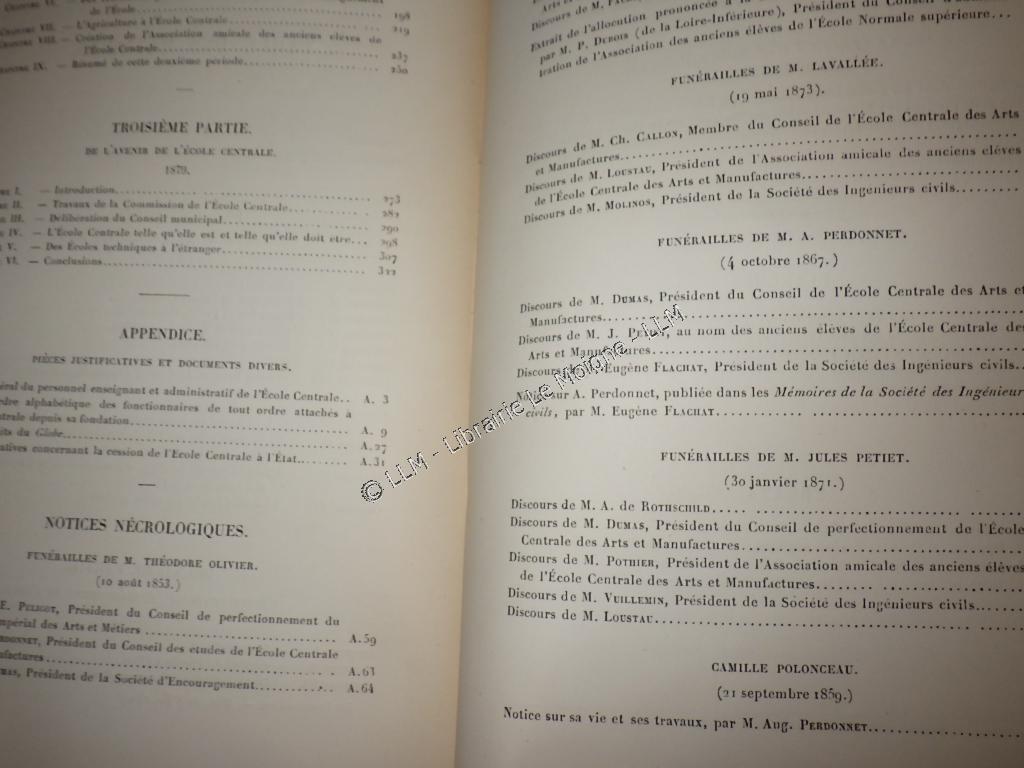 de l'École 198
VII. — L'Agriculture à l'École Centrale 219
VIII. — Création de l'Association amicale des anciens élèves de
l'École Centrale 237
IX. — Résumé de cette deuxième période 250
TROISIÈME PARTIE.
DE L'AVENIR DE L'ÉCOLE CENTRALE.
1879.
I. — Introduction 273
II. — Travaux de la Commission de l'École Centrale 282
III. — Délibération du Conseil municipal 290
IV. — L'École Centrale telle qu'elle est et telle qu'elle doit être 298
V. — Des Écoles techniques à l'étranger 307
VI. — Conclusions 322
APPENDICE.
PIÈCES JUSTIFICATIVES ET DOCUMENTS DIVERS.
du personnel enseignant et administratif de l'École Centrale.. A. 3
alphabétique des fonctionnaires de tout ordre attachés à
depuis sa fondation A. 9
du Globe A.27
concernant la cession de l'École Centrale à l'État A.31
NOTICES NÉCROLOGIQUES.
FUNÉRAILLES DE M. THÉODORE OLIVIER.
(10 août 1853.)
E. PELIGOT, Président du Conseil de perfectionnement du
des Arts et Métiers A.59
Président du Conseil des études de l'École Centrale
A.63
Président de la Société d'Encouragement A.64
Extrait de l'allocution prononcée à la
par M. P. DUBOIS (de la Loire-Inférieure), Président du Conseil
tration de l'Association des anciens élèves de l'École Normale supérieure...
FUNÉRAILLES DE M. LAVALLÉE.
(19 mai 1873).
Discours de M. Ch. CALLON, Membre du Conseil de l'École Centrale des Arts
et Manufactures
Discours de M. LOUSTAU, Président de l'Association amicale des anciens élèves
de l'École Centrale des Arts et Manufactures
Discours de M. MOLINOS, Président de la Société des Ingénieurs civils
FUNÉRAILLES DE M. A. PERDONNET.
(4 octobre 1867.)
Discours de M. DUMAS, Président du Conseil de l'École Centrale des Arts et
Manufactures
Discours de M. J. au nom des anciens élèves de l'École Centrale des
Arts et Manufactures
Discours Eugène FLACHAT, Président de la Société des Ingénieurs civils..
Notice sur A. Perdonnet, publiée dans les Mémoires de la Société des Ingénieur
civils, par M. Eugène FLACHAT
FUNÉRAILLES DE M. JULES PETIET.
(30 janvier 1871.)
Discours de M. A. de ROTHSCHILD
Discours de M. DUMAS, Président du Conseil de perfectionnement de l'École
Centrale des Arts et Manufactures
Discours de M. POTHIER, Président de l'Association amicale des anciens élèves
de l'École Centrale des Arts et Manufactures
Discours de M. VUILLEMIN, Président de la Société des Ingénieurs civils
Discours de M. LOUSTAU
CAMILLE POLONCEAU.
(21 septembre 1859.)
Notice sur sa vie et ses travaux, par M. Aug. PERDONNET
© LLM - Librairie Le Moigne - LLM